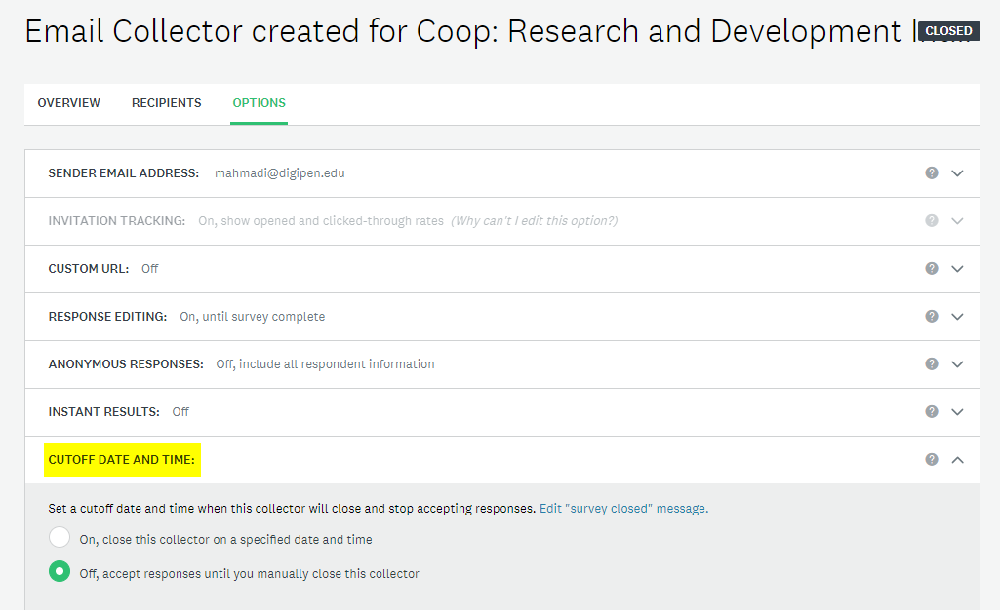 Email Collector created for Coop: Research and Development
CLOSED
OVERVIEW RECIPIENTS OPTIONS
SENDER EMAIL ADDRESS: mahmadi@digipen.edu
INVITATION TRACKING: On, show opened and clicked-through rates (Why can't I edit this option?)
CUSTOM URL: Off
RESPONSE EDITING: On, until survey complete
ANONYMOUS RESPONSES: Off, include all respondent information
INSTANT RESULTS: Off
CUTOFF DATE AND TIME:
Set a cutoff date and time when this collector will close and stop accepting responses. Edit "survey closed" message.
On, close this collector on a specified date and time
Off, accept responses until you manually close this collector